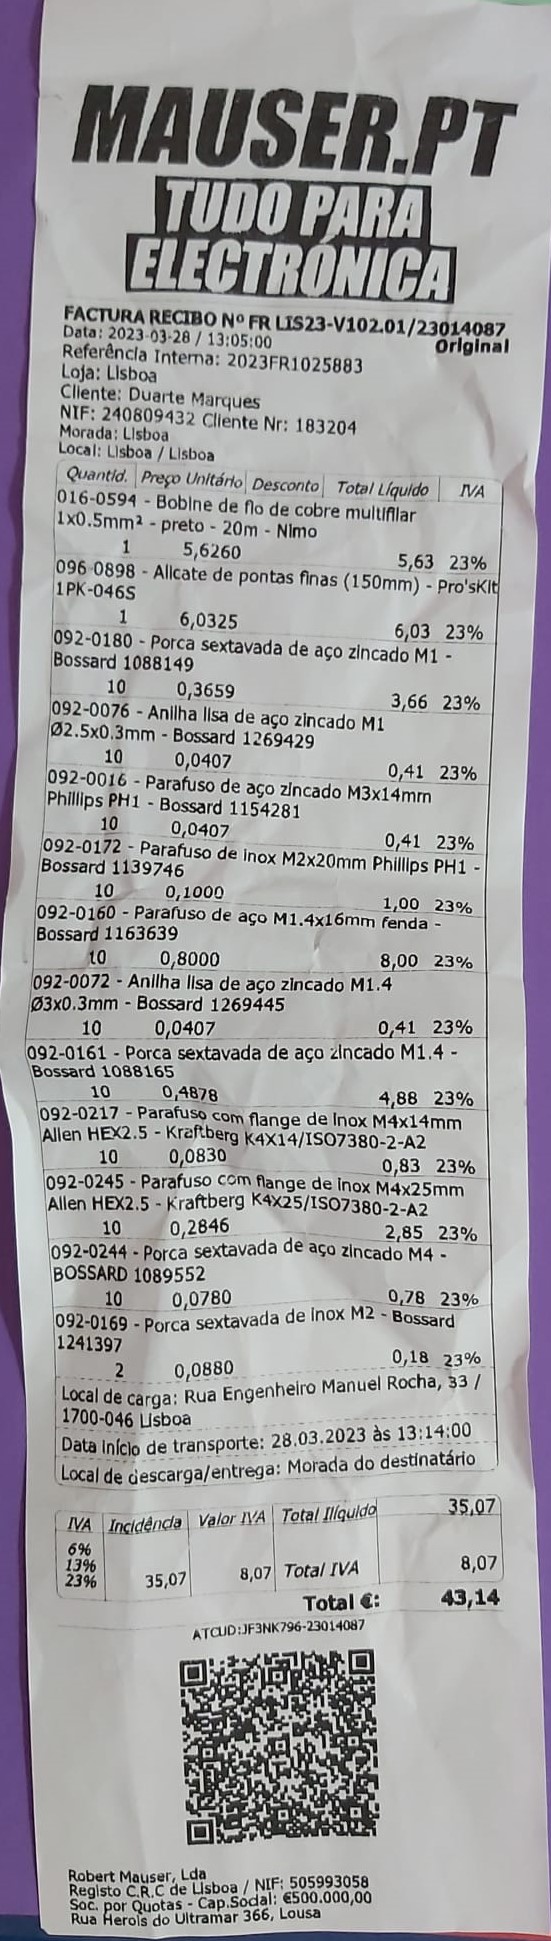 MAUSER.PT
TUDO PARA
ELECTRÓNICA
FACTURA RECIBO Nº FR LIS23-V102.01/23014087
Data: 2023-03-28 / 13:05:00 Original
Referência Interna: 2023FR1025883
Loja: Lisboa
Cliente: Duarte Marques
NIF: 240809432 Cliente Nr: 183204
Morada: Lisboa
Local: Lisboa / Lisboa
Quantid. Preço Unitário Desconto Total Líquido IVA
016-0594 - Bobine de fio de cobre multifilar
1x0.5mm² - preto - 20m - Nimo
1 5,6260 5,63 23%
096-0898 - Alicate de pontas finas (150mm) - Pro'sKit
1PK-046S
1 6,0325 6,03 23%
092-0180 - Porca sextavada de aço zincado M1 -
Bossard 1088149
10 0,3659 3,66 23%
092-0076 - Anilha lisa de aço zincado M1
Ø2.5x0.3mm - Bossard 1269429
10 0,0407 0,41 23%
092-0016 - Parafuso de aço zincado M3x14mm
Phillips PH1 - Bossard 1154281
10 0,0407 0,41 23%
092-0172 - Parafuso de inox M2x20mm Phillips PH1 -
Bossard 1139746
10 0,1000 1,00 23%
092-0160 - Parafuso de aço M1.4x16mm fenda -
Bossard 1163639
10 0,8000 8,00 23%
092-0072 - Anilha lisa de aço zincado M1.4
Ø3x0.3mm - Bossard 1269445
10 0,0407 0,41 23%
092-0161 - Porca sextavada de aço zincado M1.4 -
Bossard 1088165
10 0,4878 4,88 23%
092-0217 - Parafuso com flange de inox M4x14mm
Allen HEX2.5 - Kraftberg K4X14/ISO7380-2-A2
10 0,0830 0,83 23%
092-0245 - Parafuso com flange de inox M4x25mm
Allen HEX2.5 - Kraftberg K4X25/ISO7380-2-A2
10 0,2846 2,85 23%
092-0244 - Porca sextavada de aço zincado M4 -
BOSSARD 1089552
10 0,0780 0,78 23%
092-0169 - Porca sextavada de inox M2 - Bossard
1241397
2 0,0880 0,18 23%
Local de carga: Rua Engenheiro Manuel Rocha, 33 /
1700-046 Lisboa
Data início de transporte: 28.03.2023 às 13:14:00
Local de descarga/entrega: Morada do destinatário
IVA Incidência Valor IVA Total Ilíquido 35,07
6%
13%
23% 35,07 8,07 Total IVA 8,07
Total €: 43,14
ATCUD:JF3NK796-23014087
Robert Mauser, Lda
Registo C.R.C de Lisboa / NIF: 505993058
Soc. por Quotas - Cap.Social: €500.000,00
Rua Herois do Ultramar 366, Lousa